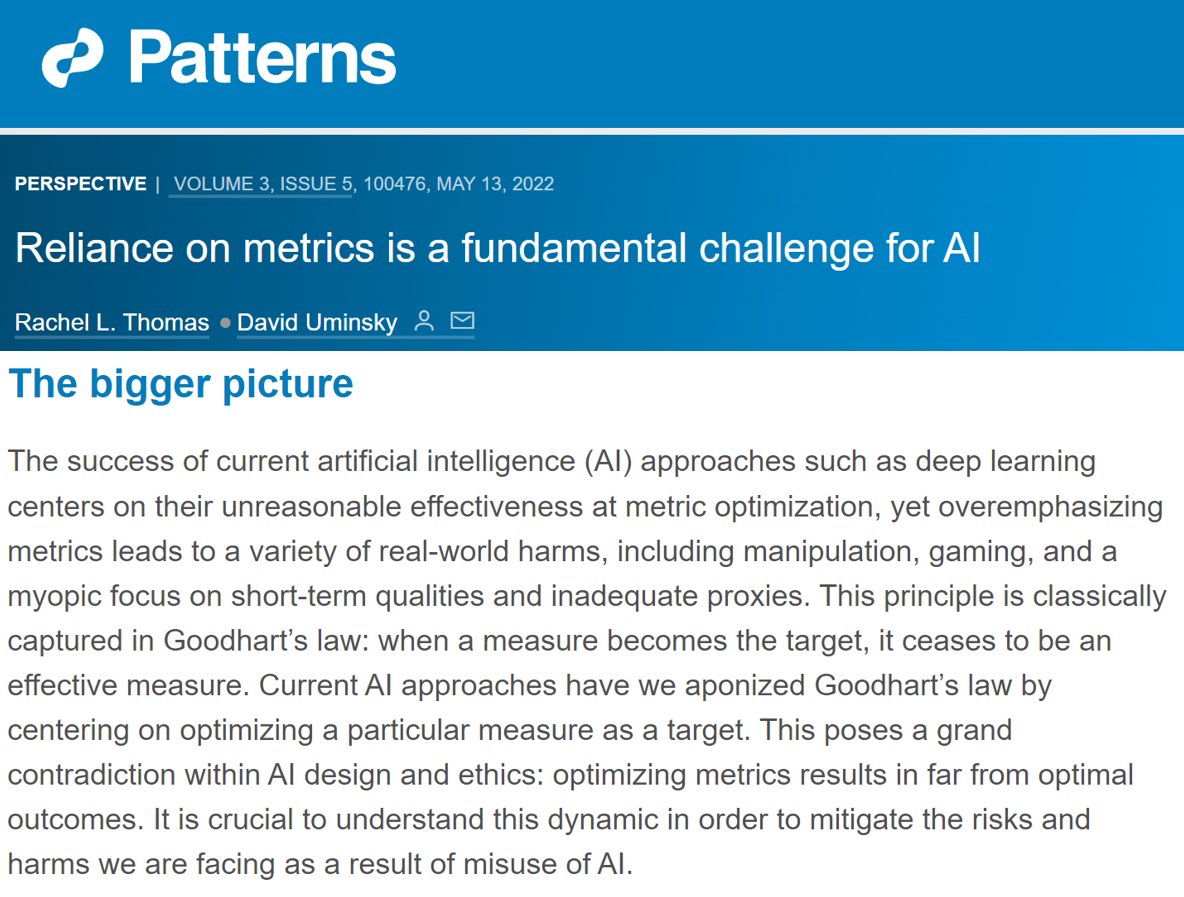 Patterns
PERSPECTIVE | VOLUME 3, ISSUE 5, 100476, MAY 13, 2022
Reliance on metrics is a fundamental challenge for AI
Rachel L. Thomas • David Uminsky
The bigger picture
The success of current artificial intelligence (AI) approaches such as deep learning
centers on their unreasonable effectiveness at metric optimization, yet overemphasizing
metrics leads to a variety of real-world harms, including manipulation, gaming, and a
myopic focus on short-term qualities and inadequate proxies. This principle is classically
captured in Goodhart’s law: when a measure becomes the target, it ceases to be an
effective measure. Current AI approaches have we aponized Goodhart’s law by
centering on optimizing a particular measure as a target. This poses a grand
contradiction within AI design and ethics: optimizing metrics results in far from optimal
outcomes. It is crucial to understand this dynamic in order to mitigate the risks and
harms we are facing as a result of misuse of AI.